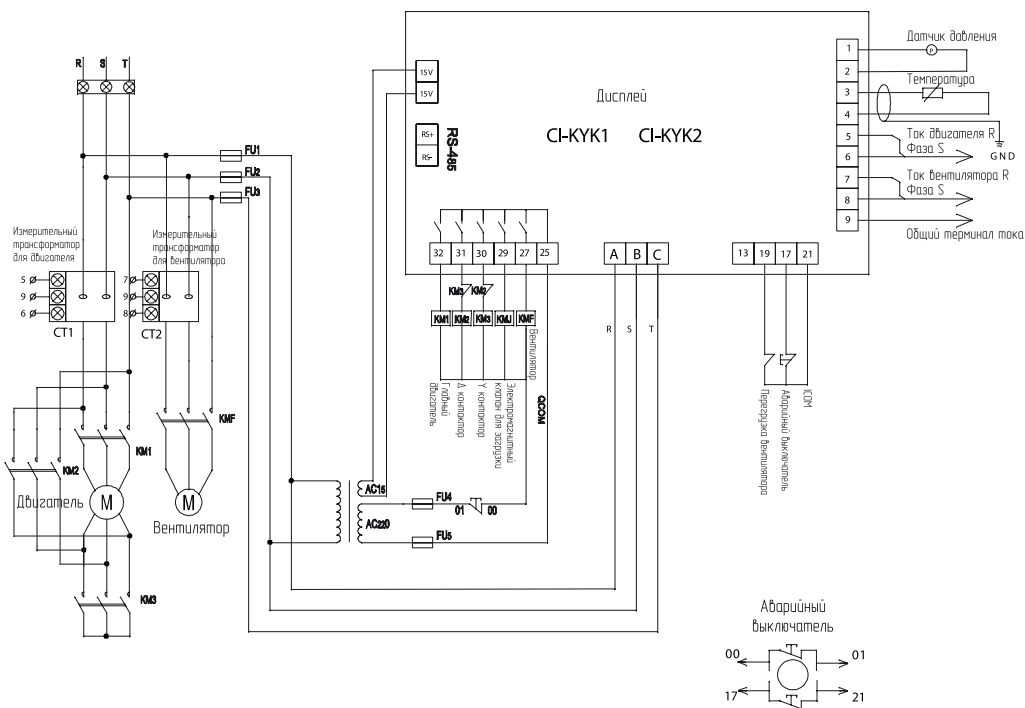 R S T
FU1
FU2
FU3
Измерительный
трансформатор
для двигателя
Измерительный
трансформатор
для вентилятора
5
9
6
7
9
8
CT1
CT2
KM1
KM2
KMF
KM3
Двигатель
M
M
Вентилятор
15V
15V
RS+
RS-
RS-485
Дисплей
CI-KYK1 CI-KYK2
1
2
3
4
5
6
7
8
9
Датчик давления
P
Температура
GND
Ток двигателя R
Фаза S
Ток вентилятора R
Фаза S
Общий терминал тока
32 31 30 29 27 25
A B C
13 19 17 21
KM3 KM2
KM1 KM2 KM3 KMJ KMF
Главный
двигатель
Δ контактор
Y контактор
Электромагнитный
клапан для загрузки
Вентилятор
QCOM
R S T
Перегрузка вентилятора
Аварийный выключатель
ICOM
AC15
AC220
FU4
01 00
FU5
Аварийный
выключатель
00 01
17 21